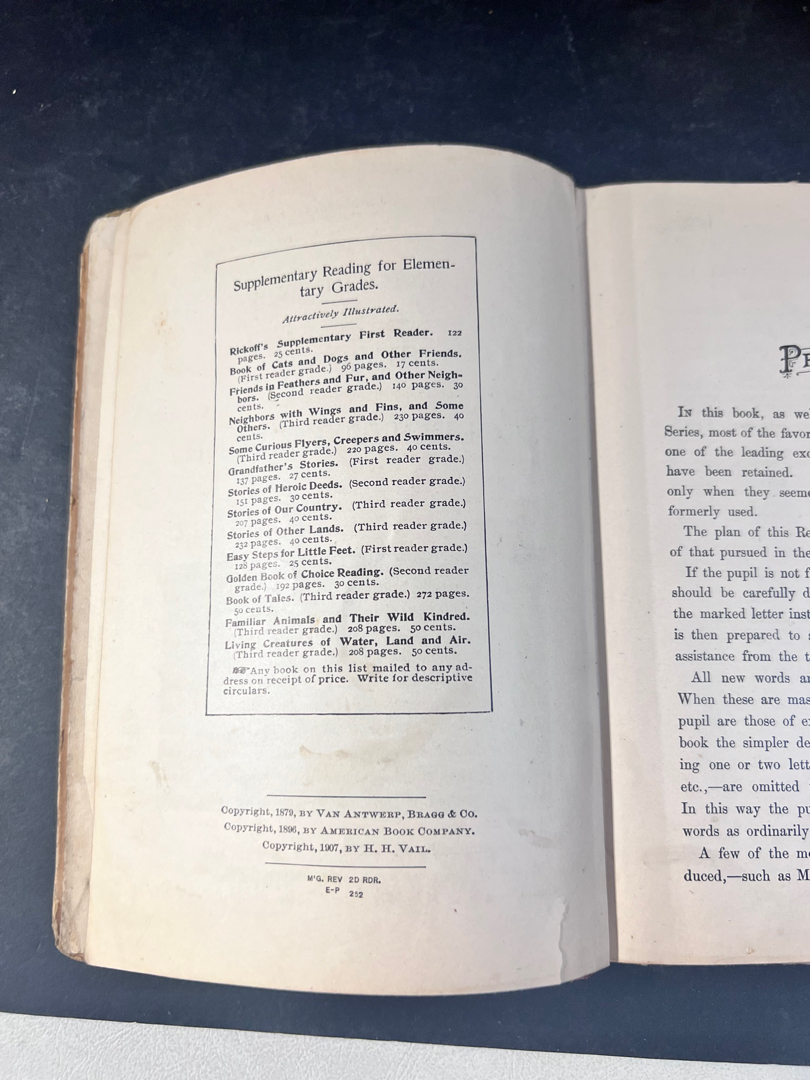 Supplementary Reading for Elemen-
tary Grades.
Attractively Illustrated.
Rickoff's Supplementary First Reader. 122
pages. 25 cents.
Book of Cats and Dogs and Other Friends.
(First reader grade.) 96 pages. 17 cents.
Friends in Feathers and Fur, and Other Neigh-
bors. (Second reader grade.) 140 pages. 30
cents.
Neighbors with Wings and Fins, and Some
Others. (Third reader grade.) 230 pages. 40
cents.
Some Curious Flyers, Creepers and Swimmers.
(Third reader grade.) 220 pages. 40 cents.
Grandfather's Stories. (First reader grade.)
137 pages. 27 cents.
Stories of Heroic Deeds. (Second reader grade.)
151 pages. 30 cents.
Stories of Our Country. (Third reader grade.)
207 pages. 40 cents.
Stories of Other Lands. (Third reader grade.)
232 pages. 40 cents.
Easy Steps for Little Feet. (First reader grade.)
128 pages. 25 cents.
Golden Book of Choice Reading. (Second reader
grade.) 192 pages. 30 cents.
Book of Tales. (Third reader grade.) 272 pages.
50 cents.
Familiar Animals and Their Wild Kindred.
(Third reader grade.) 208 pages. 50 cents.
Living Creatures of Water, Land and Air.
(Third reader grade.) 208 pages. 50 cents.
☞Any book on this list mailed to any ad-
dress on receipt of price. Write for descriptive
circulars.
Copyright, 1879, by Van Antwerp, Bragg & Co.
Copyright, 1896, by American Book Company.
Copyright, 1907, by H. H. Vail.
M'G. REV 2D RDR.
E-P 252
In this book, as
Series, most of the
one of the leading
have been retained.
only when they
formerly used.
The plan of this
of that pursued in the
If the pupil is not
should be carefully
the marked letter
is then prepared to
assistance from the
All new words
When these are
pupil are those of
book the simpler
ing one or two
etc.,—are omitted
In this way the
words as ordinarily
A few of the
duced,—such as